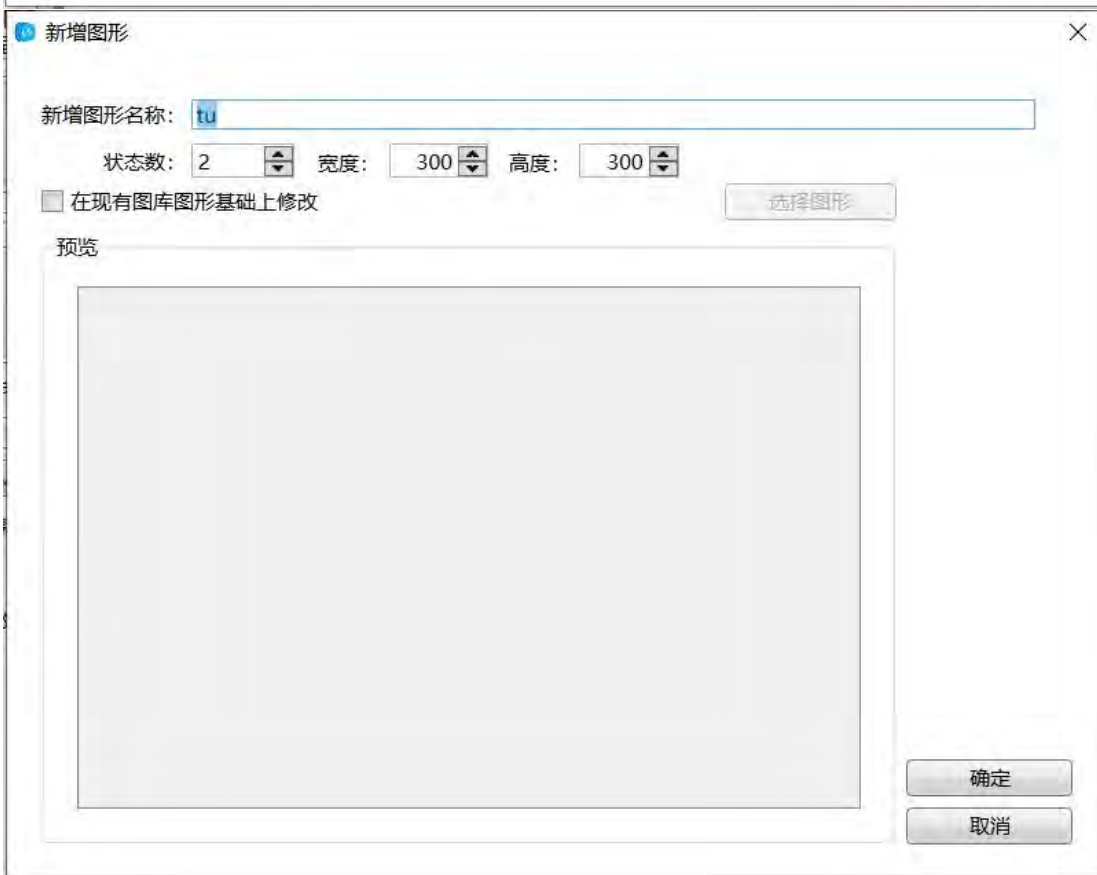 新增图形
新增图形名称： tu
状态数： 2 宽度： 300 高度： 300
在现有图库图形基础上修改 选择图形
预览
确定
取消